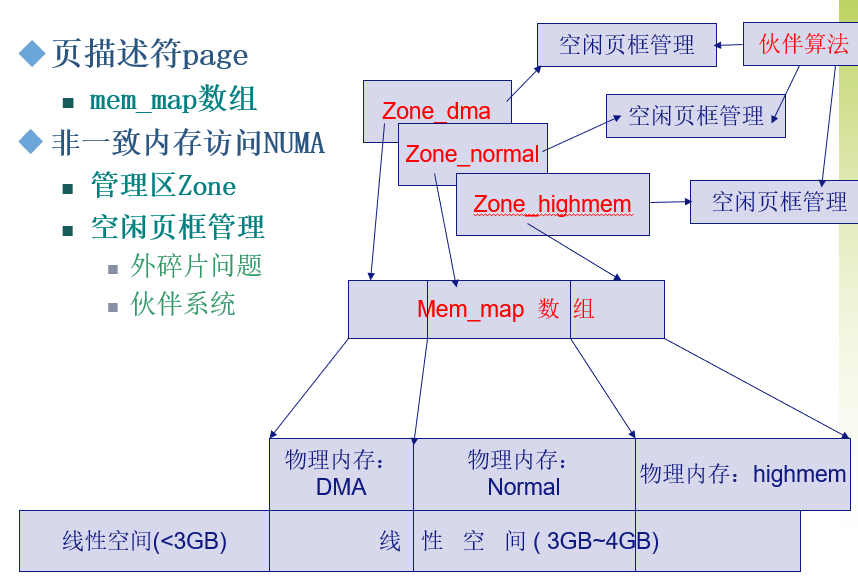 页描述符page
mem_map数组
非一致内存访问NUMA
管理区Zone
空闲页框管理
外碎片问题
伙伴系统
空闲页框管理
伙伴算法
Zone_dma
空闲页框管理
Zone_normal
Zone_highmem
空闲页框管理
Mem_map 数 组
物理内存：
DMA
物理内存：
Normal
物理内存：highmem
线性空间(<3GB)
线 性 空 间 ( 3GB~4GB)